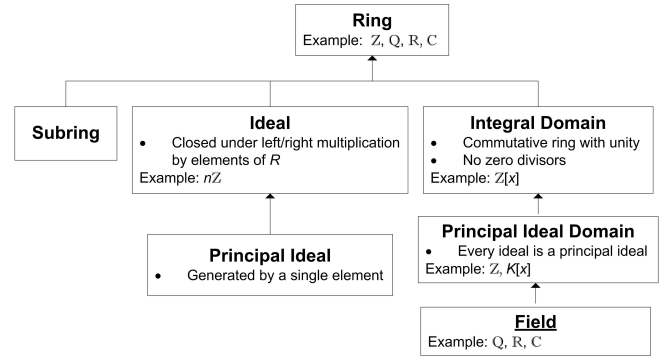 Ring
Example: Z, Q, R, C
Subring
Ideal
• Closed under left/right multiplication
by elements of R
Example: nZ
Integral Domain
• Commutative ring with unity
• No zero divisors
Example: Z[x]
Principal Ideal
• Generated by a single element
Principal Ideal Domain
• Every ideal is a principal ideal
Example: Z, K[x]
Field
Example: Q, R, C